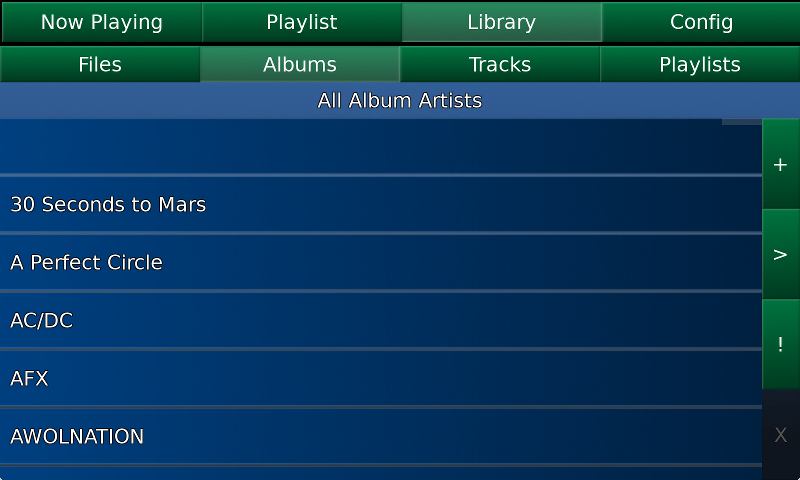 Now Playing Playlist Library Config
Files Albums Tracks Playlists
All Album Artists
+
30 Seconds to Mars
>
A Perfect Circle
AC/DC
!
AFX
X
AWOLNATION